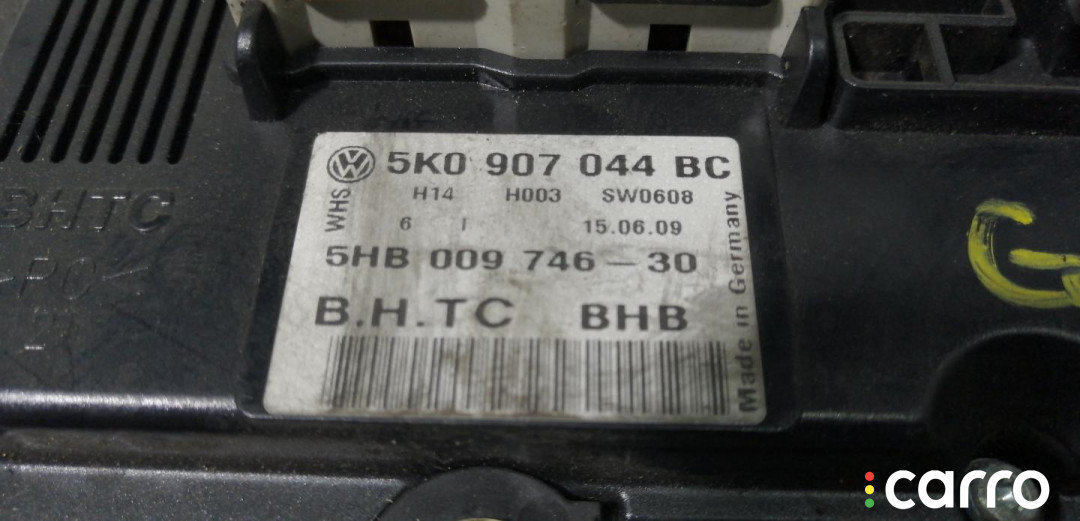 5K0 907 044 BC
H14 H003 SW0608
WHS
6 I 15.06.09
5HB 009 746-30
B.H.TC BHB
Made in Germany
BHTC
>PC<
G
carro